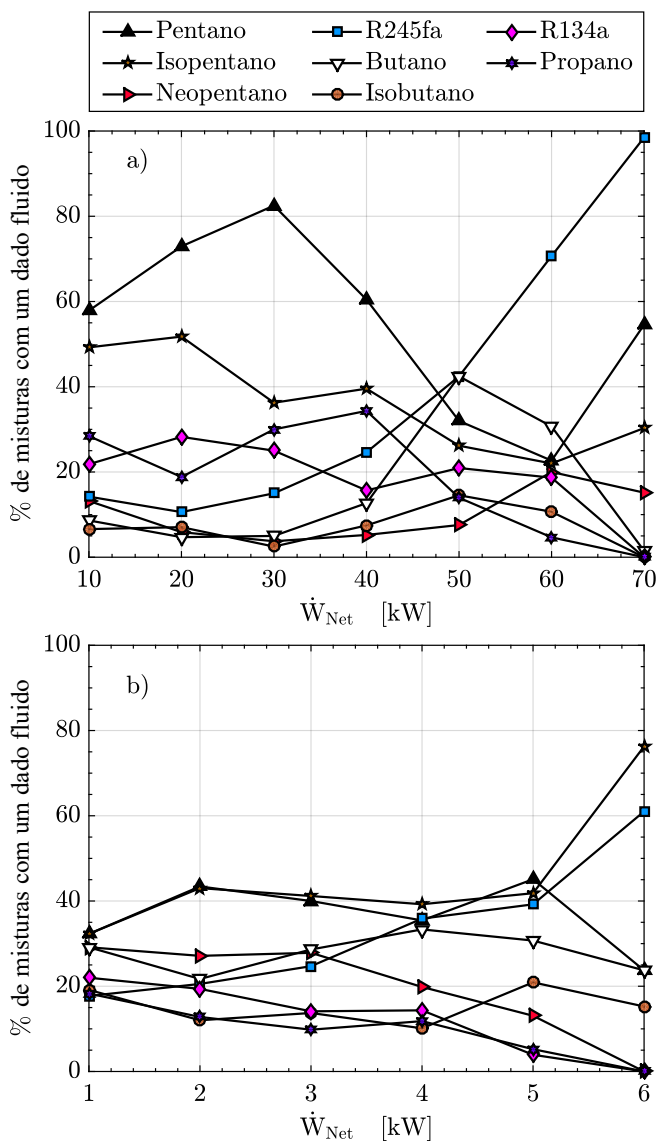 Pentano R245fa R134a
Isopentano Butano Propano
Neopentano Isobutano
a)
% de misturas com um dado fluido
100
80
60
40
20
0
10 20 30 40 50 60 70
Ẇ_Net [kW]
b)
% de misturas com um dado fluido
100
80
60
40
20
0
1 2 3 4 5 6
Ẇ_Net [kW]